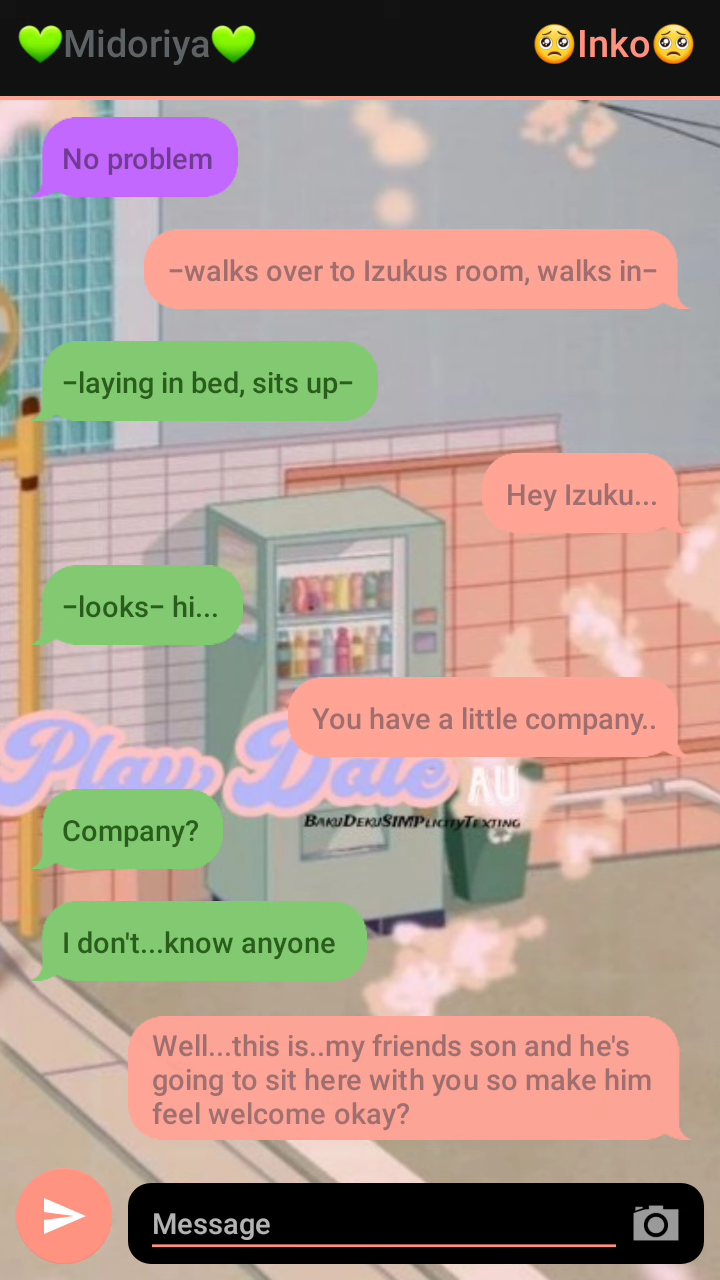 💚Midoriya💚
🥺Inko🥺
No problem
–walks over to Izukus room, walks in–
–laying in bed, sits up–
Hey Izuku...
–looks– hi...
You have a little company..
Play Date
AU
BakuDekuSIMPlicityTexting
Company?
I don't...know anyone
Well...this is..my friends son and he's
going to sit here with you so make him
feel welcome okay?
Message